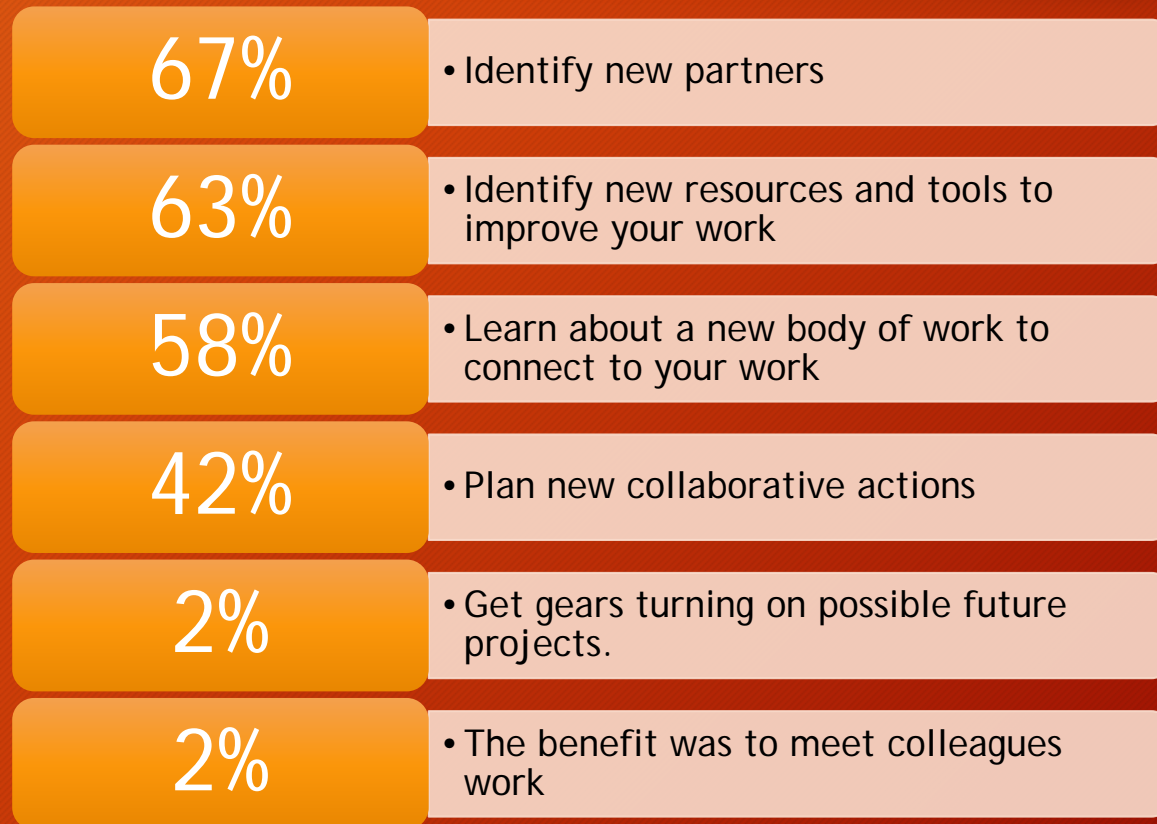 67%
• Identify new partners
63%
• Identify new resources and tools to
improve your work
58%
• Learn about a new body of work to
connect to your work
42%
• Plan new collaborative actions
2%
• Get gears turning on possible future
projects.
2%
• The benefit was to meet colleagues
work